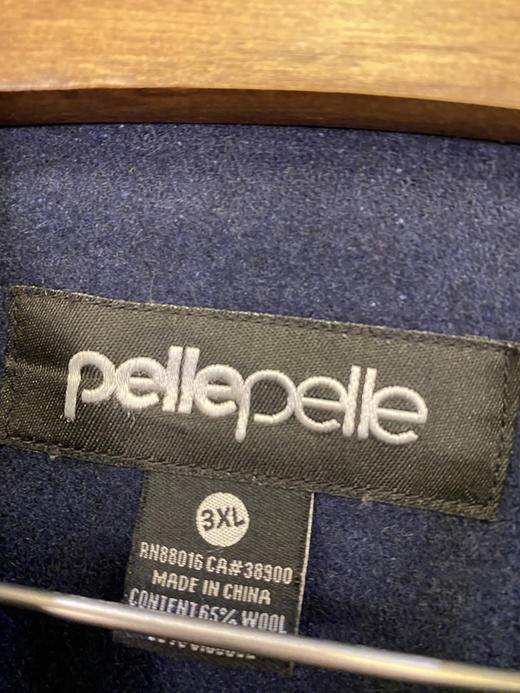 pellepelle
3XL
RN88016 CA#38900
MADE IN CHINA
CONTENT 65% WOOL